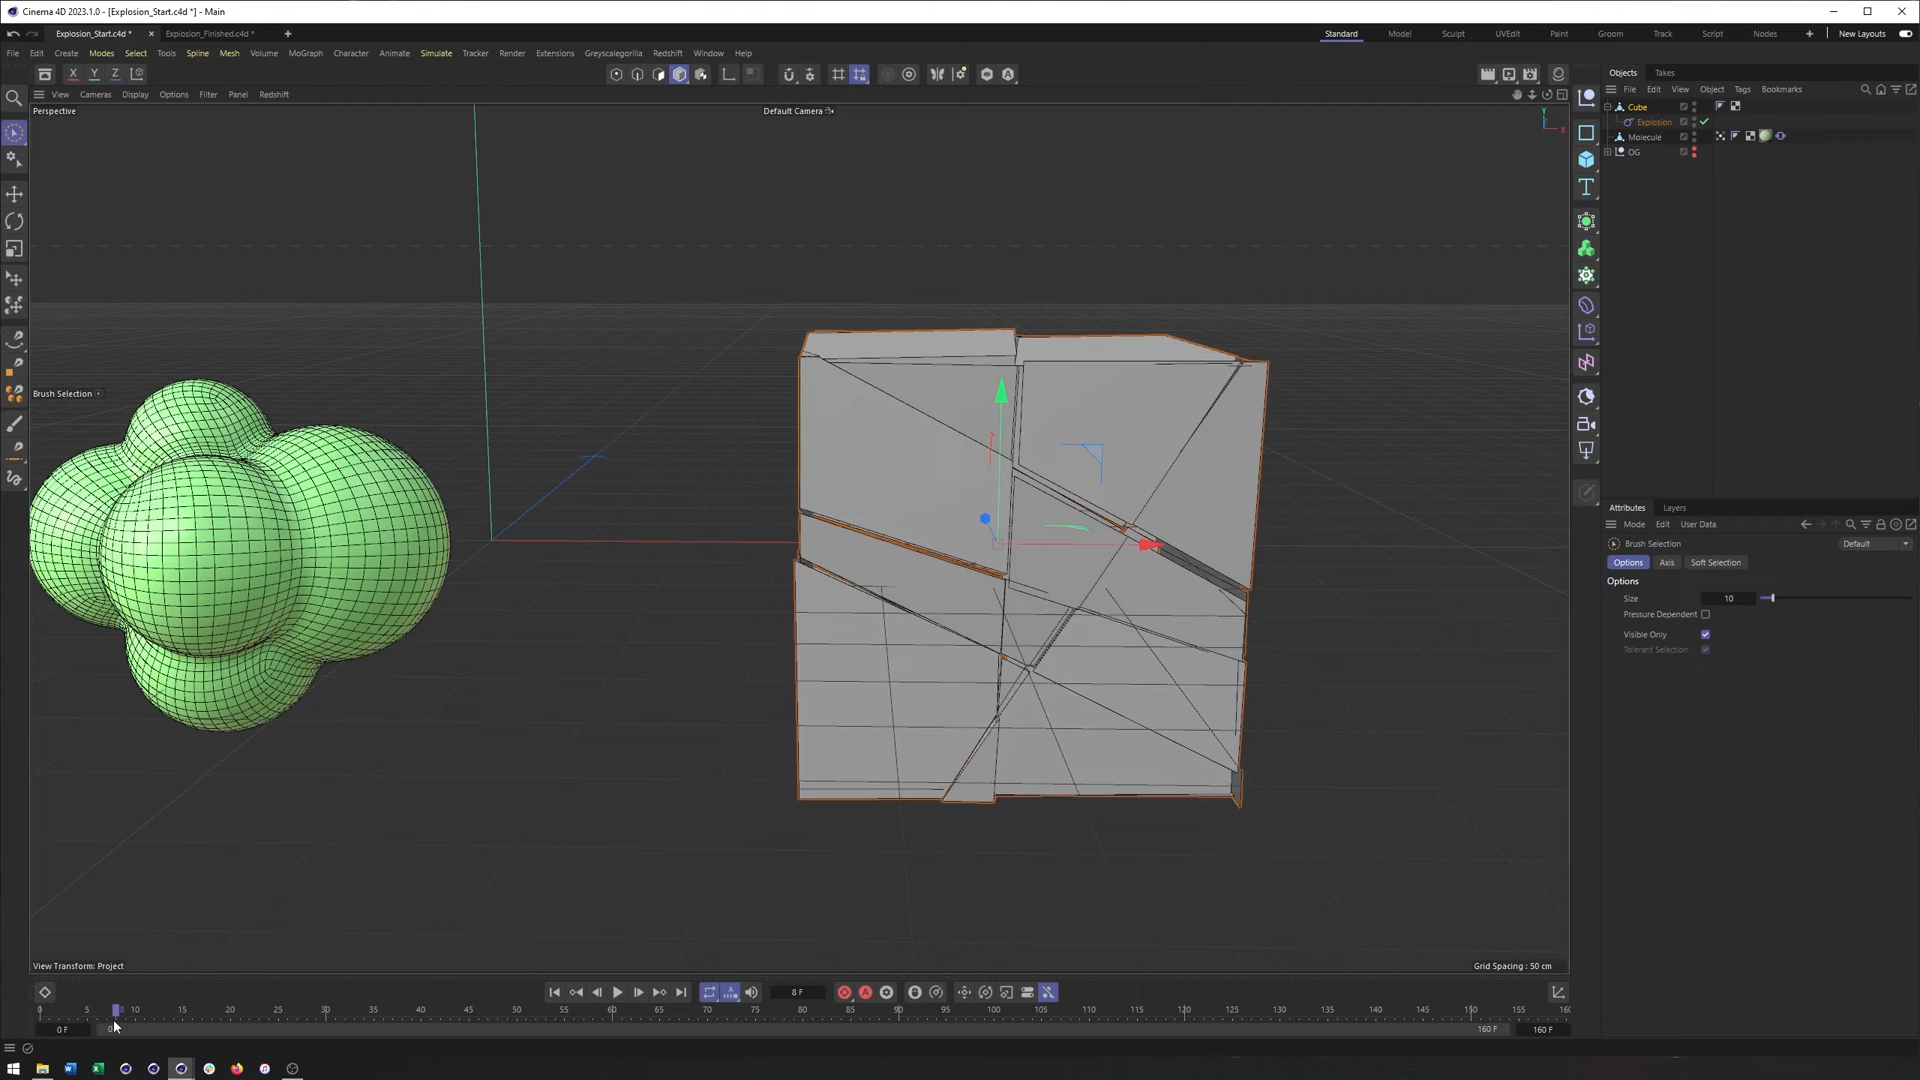 Cinema 4D 2023.1.0 - [Explosion_Start.c4d *] - Main
Explosion_Start.c4d *
Explosion_Finished.c4d *
Standard
Model
Sculpt
UVEdit
Paint
Groom
Track
Script
Nodes
New Layouts
File Edit Create Modes Select Tools Spline Mesh Volume MoGraph Character Animate Simulate Tracker Render Extensions Greyscalegorilla Redshift Window Help
X Y Z
View Cameras Display Options Filter Panel Redshift
Perspective
Default Camera
Y
X
Brush Selection
View Transform: Project
Grid Spacing : 50 cm
Objects Takes
File Edit View Object Tags Bookmarks
Cube
Explosion
Molecule
OG
Attributes Layers
Mode Edit User Data
Brush Selection
Default
Options Axis Soft Selection
Options
Size 10
Pressure Dependent
Visible Only
Tolerant Selection
8 F
0 5 8 10 15 20 25 30 35 40 45 50 55 60 65 70 75 80 85 90 95 100 105 110 115 120 125 130 135 140 145 150 155
0 F
160 F
160 F